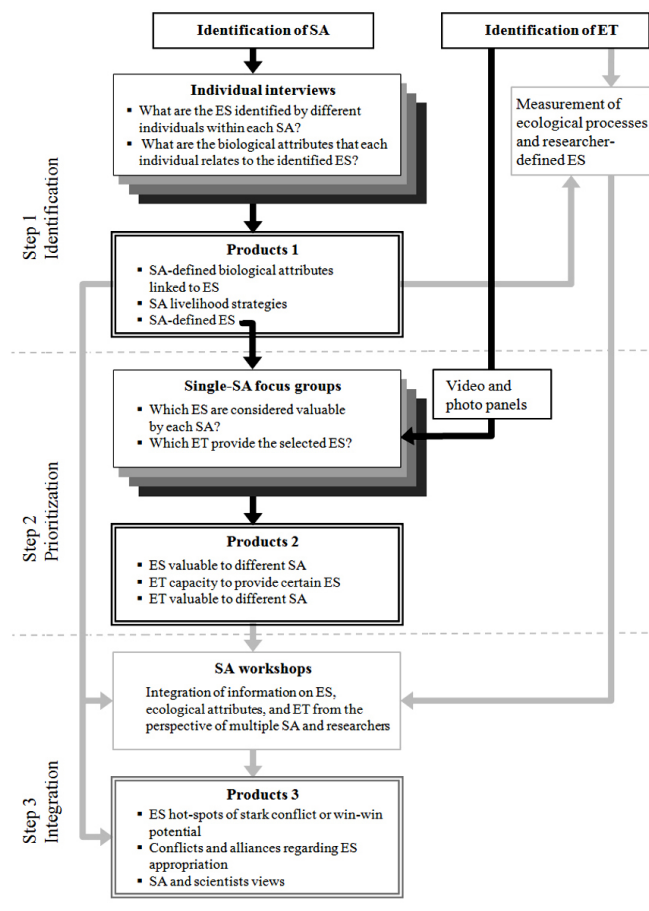 Identification of SA
Identification of ET
Individual interviews
▪ What are the ES identified by different
individuals within each SA?
▪ What are the biological attributes that each
individual relates to the identified ES?
Measurement of
ecological processes
and researcher-
defined ES
Step 1
Identification
Products 1
▪ SA-defined biological attributes
linked to ES
▪ SA livelihood strategies
▪ SA-defined ES
Single-SA focus groups
▪ Which ES are considered valuable
by each SA?
▪ Which ET provide the selected ES?
Video and
photo panels
Step 2
Prioritization
Products 2
▪ ES valuable to different SA
▪ ET capacity to provide certain ES
▪ ET valuable to different SA
SA workshops
Integration of information on ES,
ecological attributes, and ET from the
perspective of multiple SA and researchers
Step 3
Integration
Products 3
▪ ES hot-spots of stark conflict or win-win
potential
▪ Conflicts and alliances regarding ES
appropriation
▪ SA and scientists views